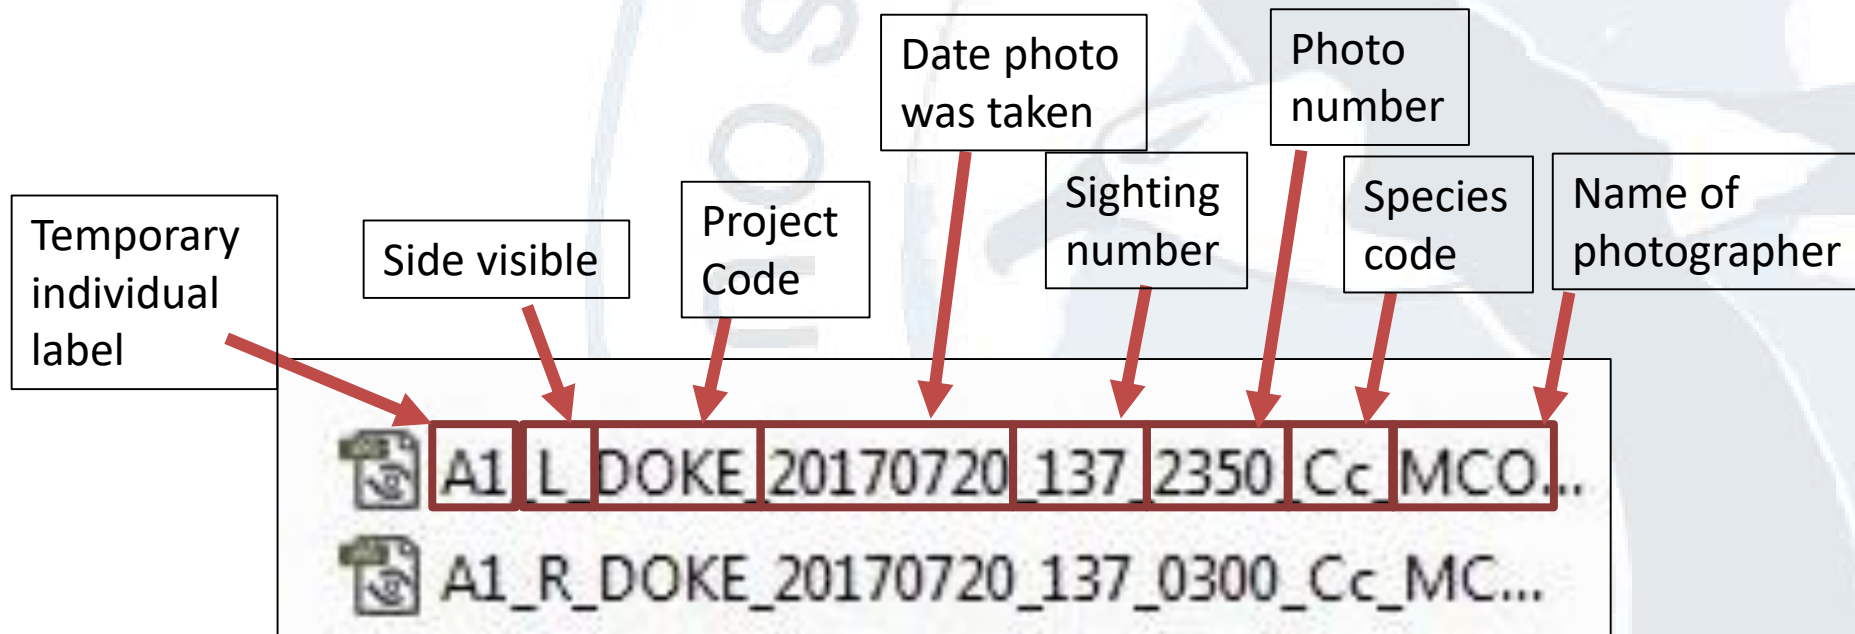 Date photo
was taken
Photo
number
Sighting
number
Species
code
Name of
photographer
Project
Code
Side visible
Temporary
individual
label
A1_L_DOKE_20170720_137_2350_Cc_MCO...
A1_R_DOKE_20170720_137_0300_Cc_MC...